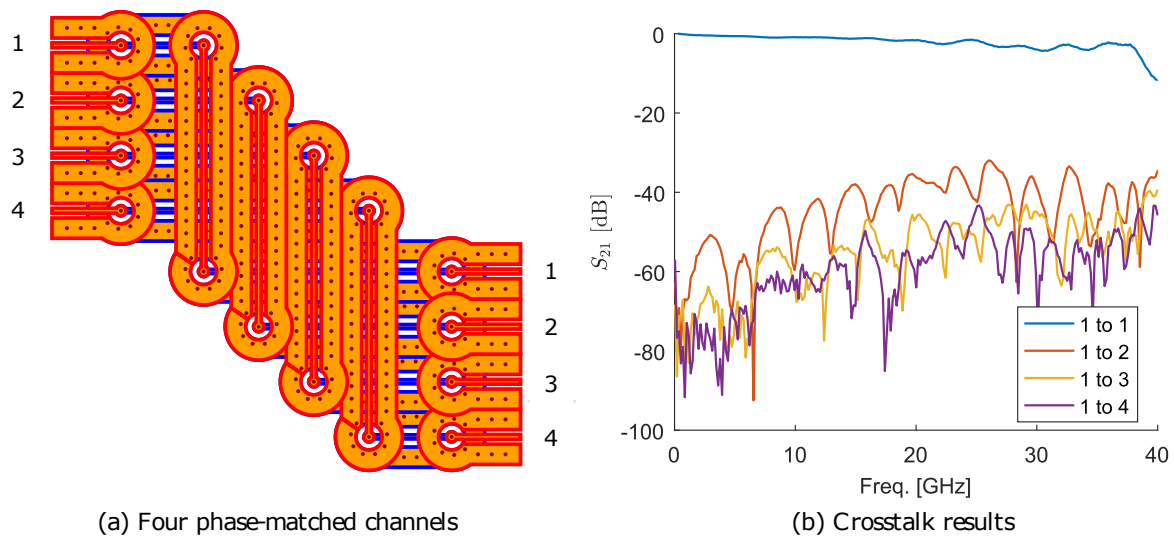 1
2
3
4
1
2
3
4
(a) Four phase-matched channels
S21 [dB]
0
-20
-40
-60
-80
-100
0
10
20
30
40
Freq. [GHz]
1 to 1
1 to 2
1 to 3
1 to 4
(b) Crosstalk results